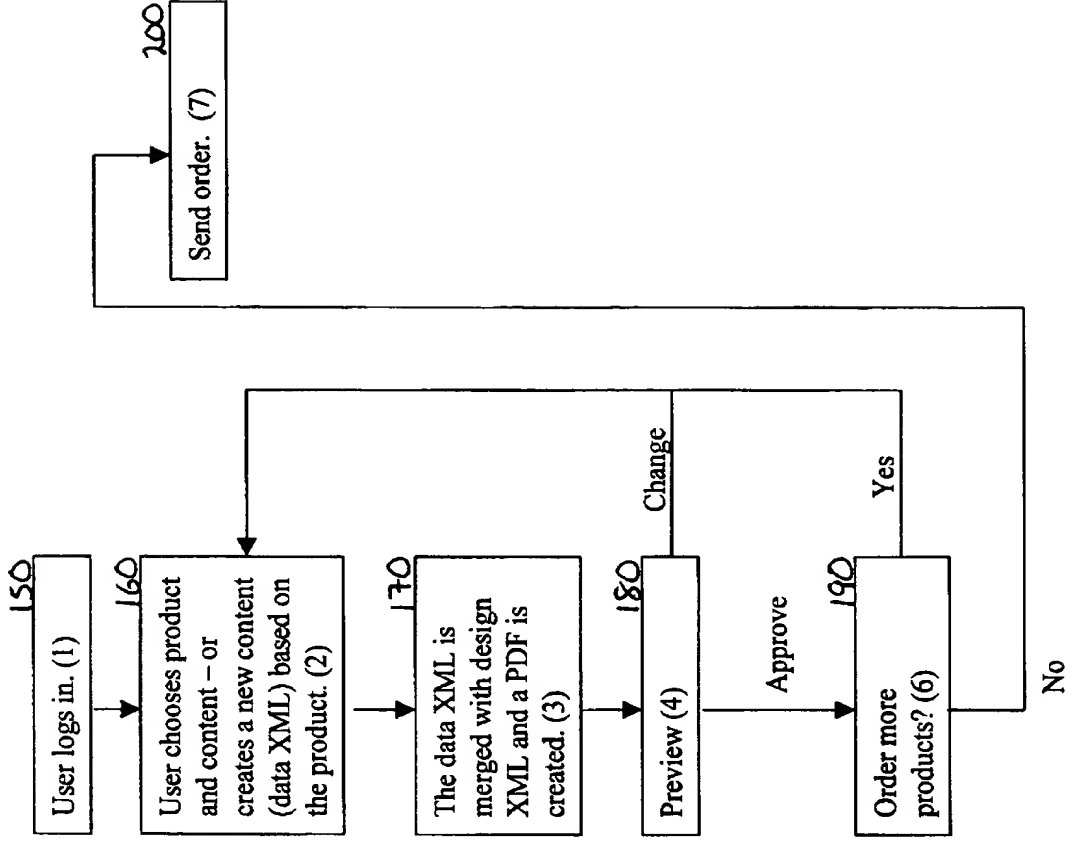 150
User logs in. (1)
160
User chooses product
and content – or
creates a new content
(data XML) based on
the product. (2)
170
The data XML is
merged with design
XML and a PDF is
created. (3)
180
Preview (4)
Change
Approve
190
Order more
products? (6)
Yes
No
200
Send order. (7)